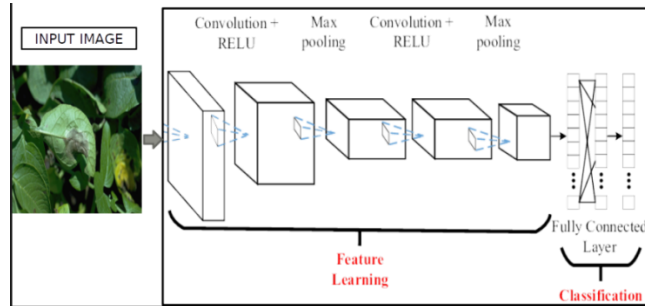 Convolution + Max Convolution + Max
RELU pooling RELU pooling
INPUT IMAGE
Fully Connected
Layer
Feature
Learning
Classification